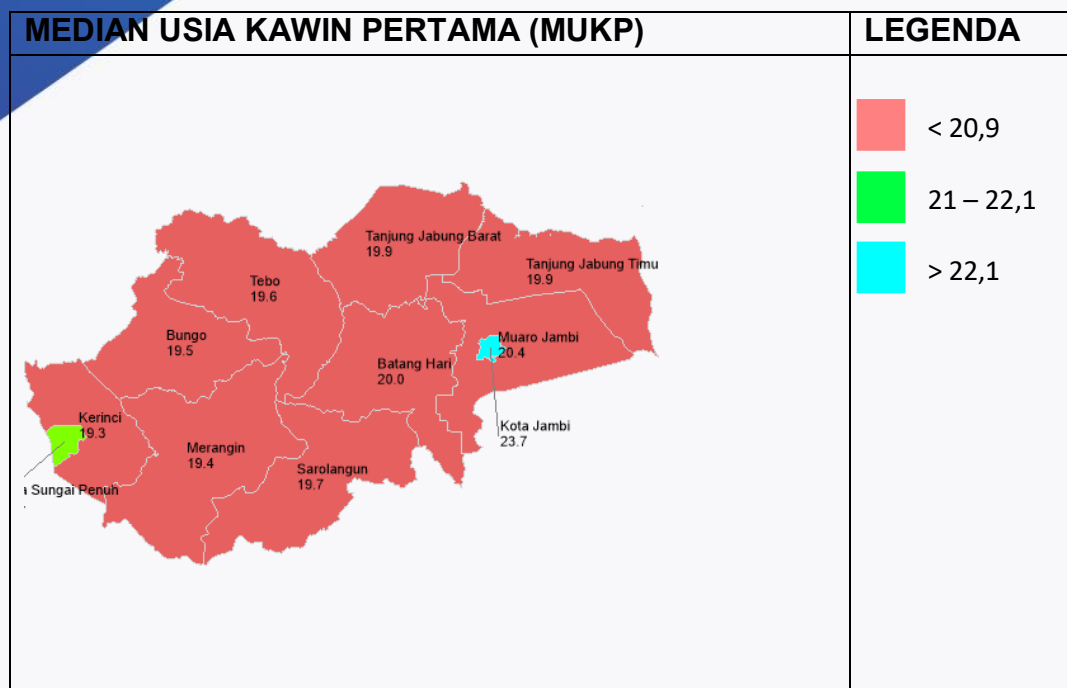 MEDIAN USIA KAWIN PERTAMA (MUKP)
LEGENDA
< 20,9
21 – 22,1
> 22,1
Tanjung Jabung Barat
19.9
Tanjung Jabung Timu
19.9
Tebo
19.6
Bungo
19.5
Muaro Jambi
20.4
Batang Hari
20.0
Kerinci
19.3
Kota Jambi
23.7
Merangin
19.4
Sarolangun
19.7
a Sungai Penuh